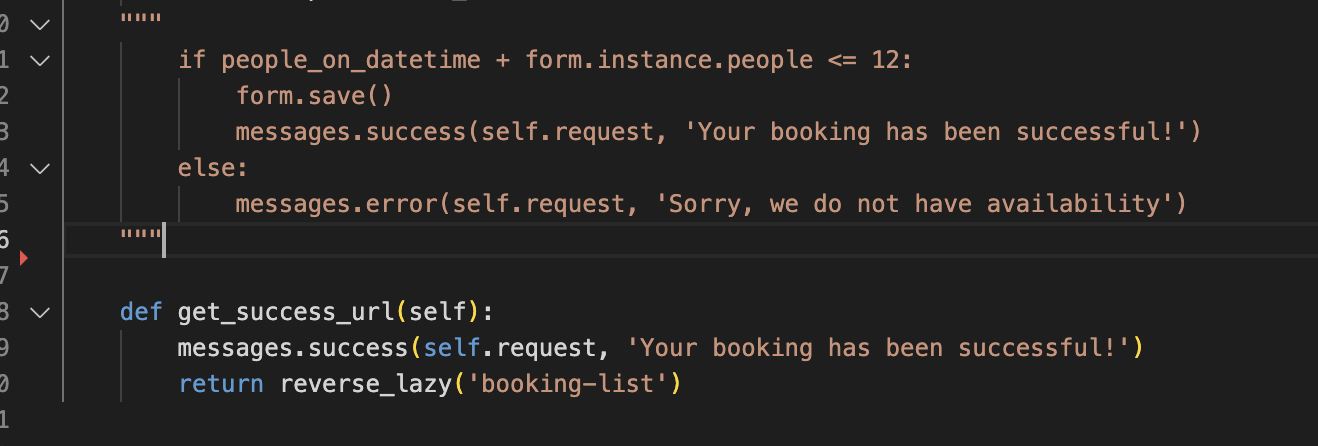 0 """
1 if people_on_datetime + form.instance.people <= 12:
2 form.save()
3 messages.success(self.request, 'Your booking has been successful!')
4 else:
5 messages.error(self.request, 'Sorry, we do not have availability')
6 """
7
8 def get_success_url(self):
9 messages.success(self.request, 'Your booking has been successful!')
0 return reverse_lazy('booking-list')
1